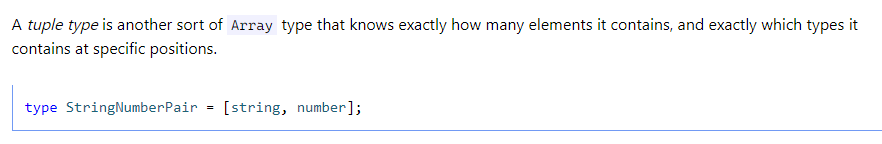 A tuple type is another sort of Array type that knows exactly how many elements it contains, and exactly which types it
contains at specific positions.
type StringNumberPair = [string, number];